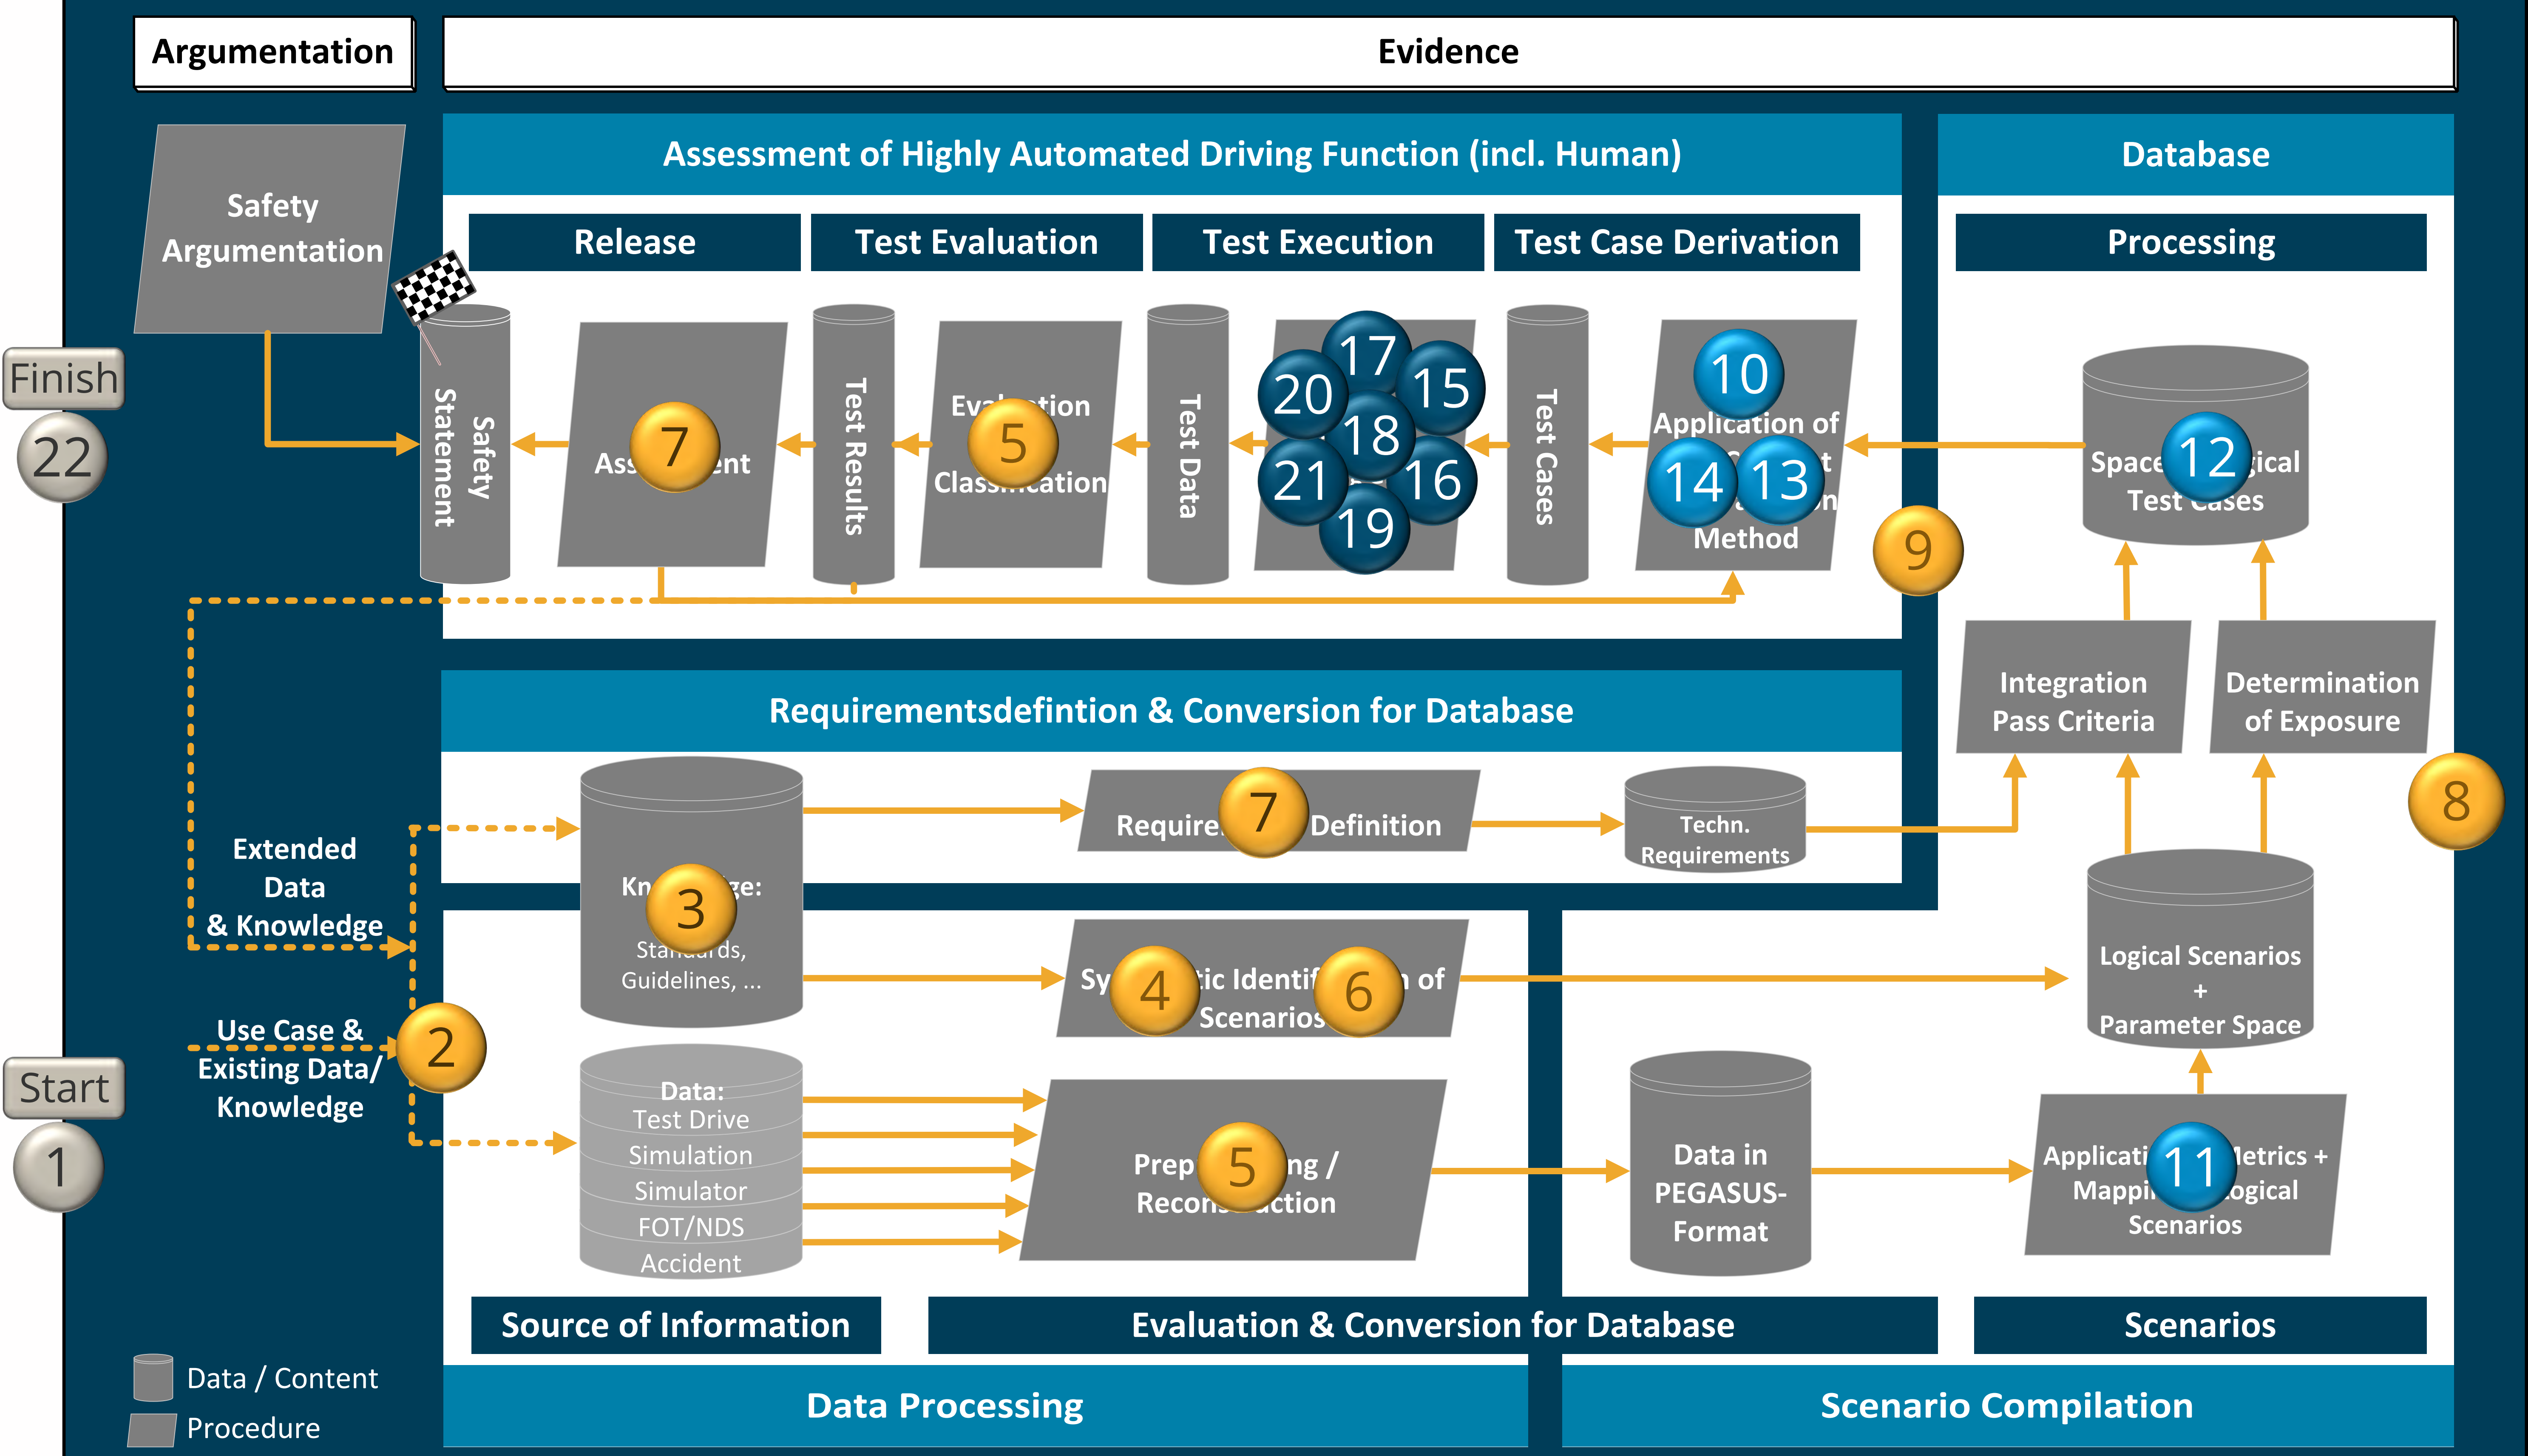 Argumentation
Evidence
Assessment of Highly Automated Driving Function (incl. Human)
Database
Safety
Argumentation
Release
Test Evaluation
Test Execution
Test Case Derivation
Processing
Finish
22
Safety
Statement
7
Test Results
5
Classification
Test Data
17
20
15
18
21
16
19
Test Cases
10
Application of
14
13
Method
12
Test Cases
9
Integration
Pass Criteria
Determination
of Exposure
8
Requirementsdefintion & Conversion for Database
3
Standards,
Guidelines, ...
7
Definition
Techn.
Requirements
Extended
Data
& Knowledge
4
6
of
Scenarios
Logical Scenarios
+
Parameter Space
Use Case &
Existing Data/
Knowledge
2
Start
1
Data:
Test Drive
Simulation
Simulator
FOT/NDS
Accident
5
/
Data in
PEGASUS-
Format
11
Metrics +
Scenarios
Source of Information
Evaluation & Conversion for Database
Scenarios
Data / Content
Procedure
Data Processing
Scenario Compilation